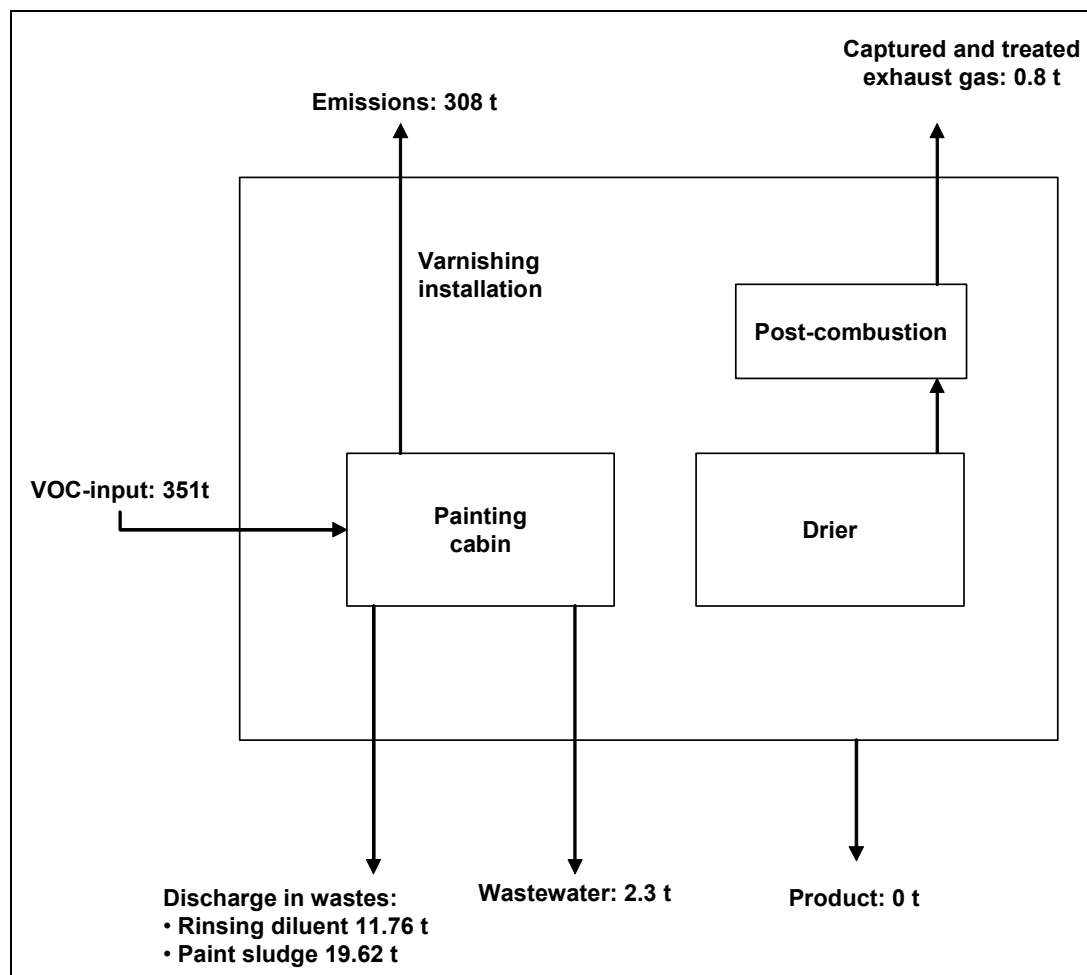 Captured and treated
exhaust gas: 0.8 t
Emissions: 308 t
Varnishing
installation
Post-combustion
VOC-input: 351t
Painting
cabin
Drier
Discharge in wastes:
• Rinsing diluent 11.76 t
• Paint sludge 19.62 t
Wastewater: 2.3 t
Product: 0 t